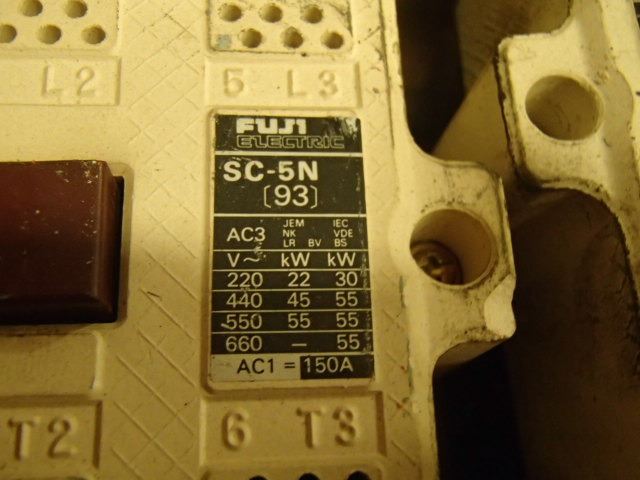 L2
5 L3
FUJI
ELECTRIC
SC-5N
[93]
AC3 JEM NK LR BV IEC VDE BS
V~ kW kW
220 22 30
440 45 55
550 55 55
660 – 55
AC1 = 150A
T2
6 T3